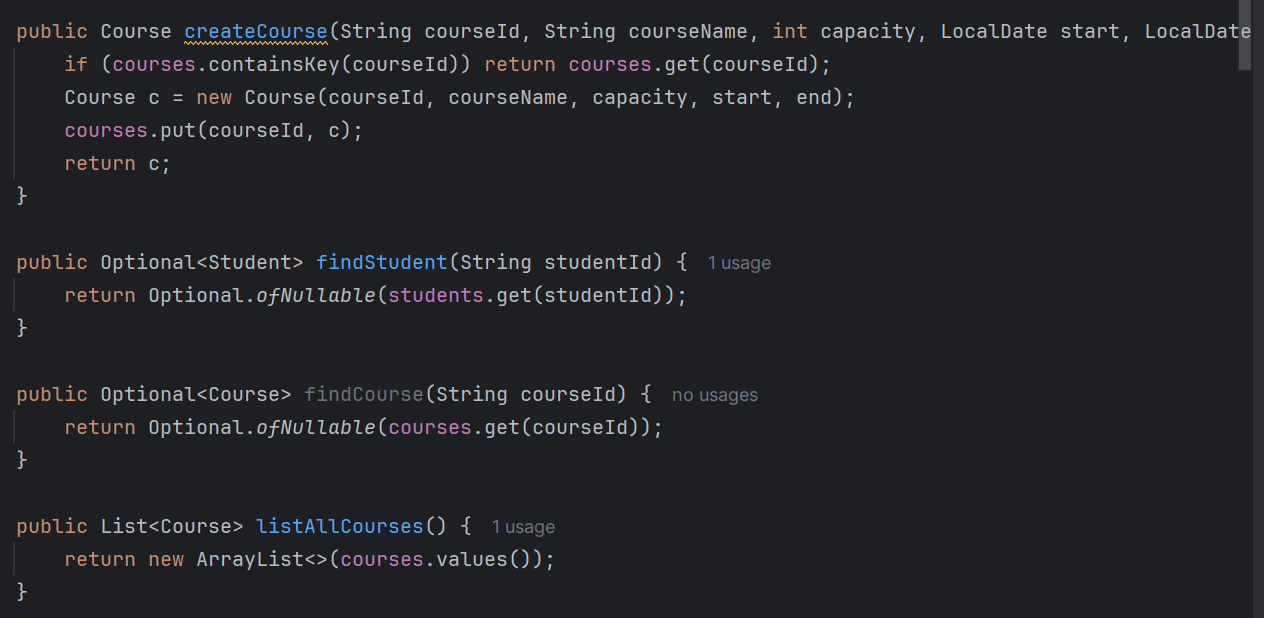 public Course createCourse(String courseId, String courseName, int capacity, LocalDate start, LocalDate
    if (courses.containsKey(courseId)) return courses.get(courseId);
    Course c = new Course(courseId, courseName, capacity, start, end);
    courses.put(courseId, c);
    return c;
}
public Optional<Student> findStudent(String studentId) { 1 usage
    return Optional.ofNullable(students.get(studentId));
}
public Optional<Course> findCourse(String courseId) { no usages
    return Optional.ofNullable(courses.get(courseId));
}
public List<Course> listAllCourses() { 1 usage
    return new ArrayList<>(courses.values());
}